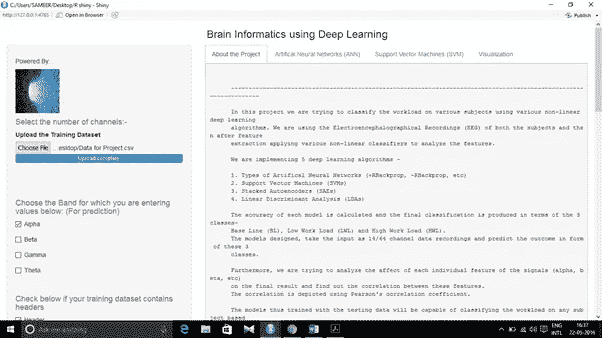 C:/Users/SAMEER/Desktop/R shiny - Shiny
http://127.0.0.1:4765
Open in Browser
Publish
Brain Informatics using Deep Learning
Powered By:
Select the number of channels:-
Upload the Training Dataset
Choose File
esktop/Data for Project.csv
Upload complete
Choose the Band for which you are entering
values below: (For prediction)
Alpha
Beta
Gamma
Theta
Check below if your training dataset contains
headers
Header
About the Project
Artifical Neural Networks (ANN)
Support Vector Machines (SVM)
Visualization
In this project we are trying to classify the workload on various subjects using various non-linear
deep learning
algorithms. We are using the Electroencephalographical Recordings (EEG) of both the subjects and the
n after feature
extraction applying various non-linear classifiers to analyze the features.
We are implementing 5 deep learning algorithms -
1. Types of Artifical Neural Networks (+RBackprop, -RBackprop, etc)
2. Support Vector Machines (SVMs)
3. Stacked Autoencoders (SAEs)
4. Linear Discriminant Analysis (LDAs)
The accuracy of each model is calculated and the final classification is produced in terms of the 3
classes-
Base Line (BL), Low Work Load (LWL) and High Work Load (HWL).
The models designed, take the input as 14/64 channel data recordings and predict the outcome in form
of these 3
classes.
Furthermore, we are trying to analyze the affect of each individual feature of the signals (alpha, b
eta, etc)
on the final result and find out the correlation between these features.
The correlation is depicted using Pearson's correlation coefficient.
The models thus trained with the testing data will be capable of classifying the workload on any sub
ject based
Ask me anything
ENG
INTL
16:37
22-05-2016